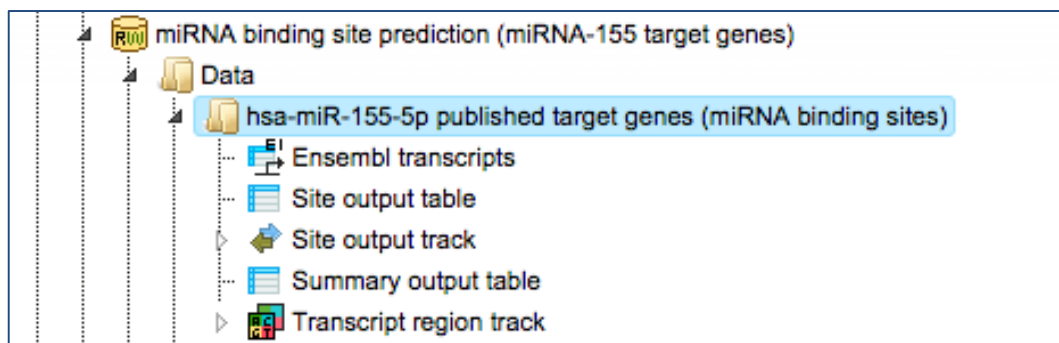 miRNA binding site prediction (miRNA-155 target genes)
Data
hsa-miR-155-5p published target genes (miRNA binding sites)
Ensembl transcripts
Site output table
Site output track
Summary output table
Transcript region track